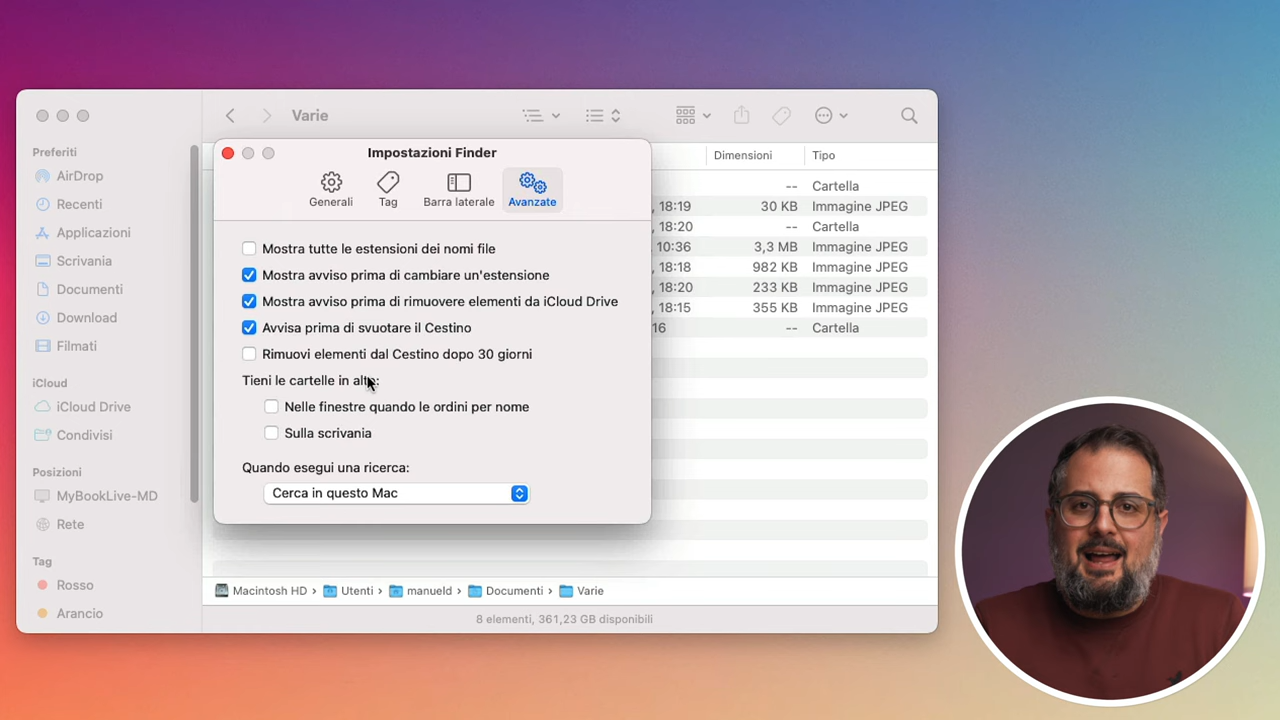 Varie
Preferiti
AirDrop
Recenti
Applicazioni
Scrivania
Documenti
Download
Filmati
iCloud
iCloud Drive
Condivisi
Posizioni
MyBookLive-MD
Rete
Tag
Rosso
Arancio
Impostazioni Finder
Generali Tag Barra laterale Avanzate
Mostra tutte le estensioni dei nomi file
Mostra avviso prima di cambiare un'estensione
Mostra avviso prima di rimuovere elementi da iCloud Drive
Avvisa prima di svuotare il Cestino
Rimuovi elementi dal Cestino dopo 30 giorni
Tieni le cartelle in alto:
Nelle finestre quando le ordini per nome
Sulla scrivania
Quando esegui una ricerca:
Cerca in questo Mac
Dimensioni Tipo
-- Cartella
, 18:19 30 KB Immagine JPEG
, 18:20 -- Cartella
10:36 3,3 MB Immagine JPEG
, 18:18 982 KB Immagine JPEG
, 18:20 233 KB Immagine JPEG
, 18:15 355 KB Immagine JPEG
16 -- Cartella
Macintosh HD › Utenti › manueld › Documenti › Varie
8 elementi, 361,23 GB disponibili